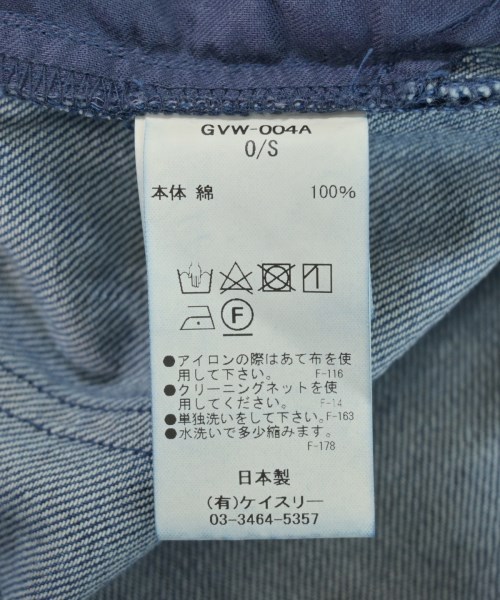 GVW-004A
O/S
本体 綿 100%
F
●アイロンの際はあて布を使
用して下さい。 F-116
●クリーニングネットを使
用してください。 F-14
●単独洗いをして下さい。F-163
●水洗いで多少縮みます。
F-178
日本製
(有)ケイスリー
03-3464-5357